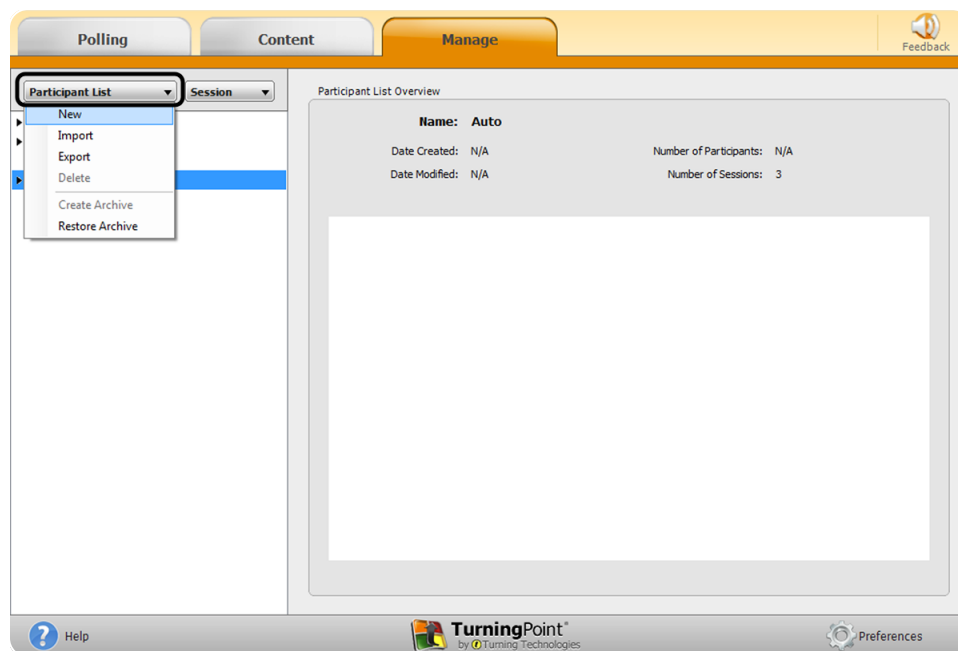 Polling
Content
Manage
Feedback
Participant List
Session
New
Import
Export
Delete
Create Archive
Restore Archive
Participant List Overview
Name: Auto
Date Created: N/A
Number of Participants: N/A
Date Modified: N/A
Number of Sessions: 3
Help
TurningPoint®
by Turning Technologies
Preferences